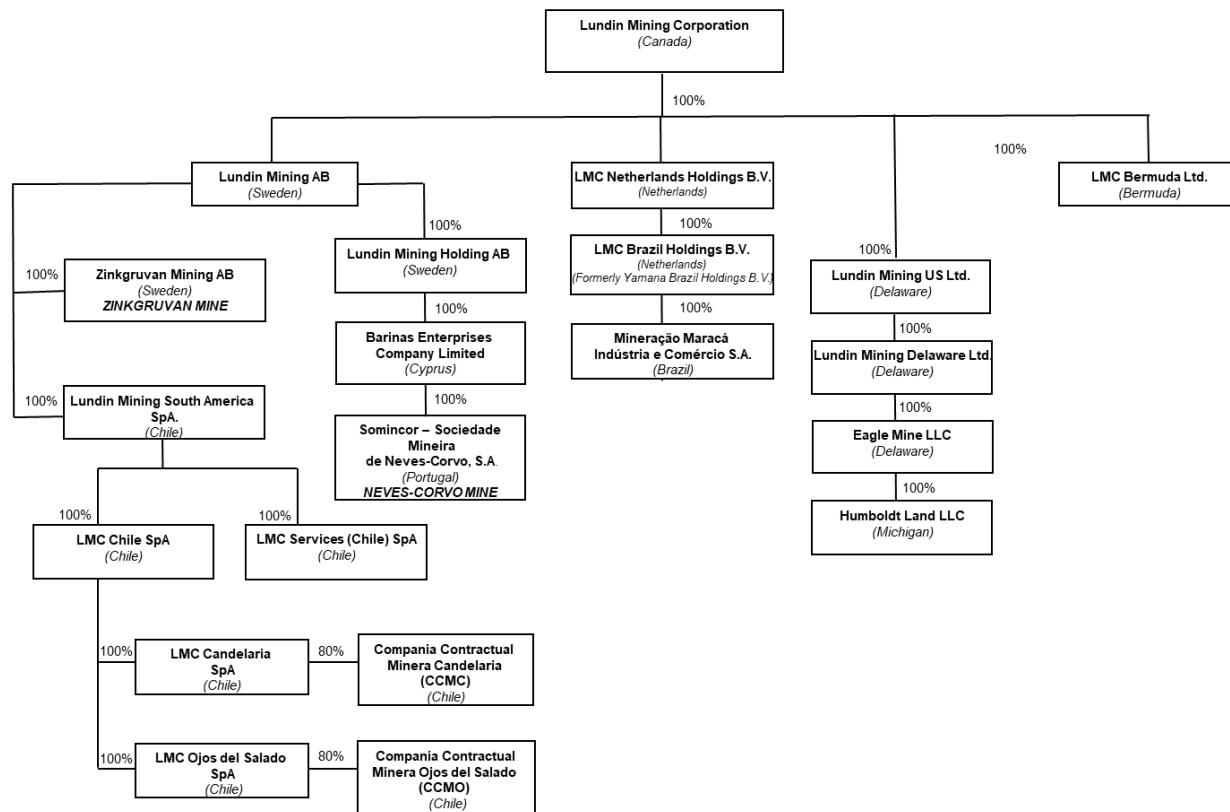 Lundin Mining Corporation
(Canada)
100%
Lundin Mining AB
(Sweden)
LMC Netherlands Holdings B.V.
(Netherlands)
100%
LMC Bermuda Ltd.
(Bermuda)
100%
Lundin Mining Holding AB
(Sweden)
100%
LMC Brazil Holdings B.V.
(Netherlands)
(Formerly Yamana Brazil Holdings B.V.)
100%
Lundin Mining US Ltd.
(Delaware)
100%
Zinkgruvan Mining AB
(Sweden)
ZINKGRUVAN MINE
100%
Barinas Enterprises
Company Limited
(Cyprus)
100%
Mineração Maracá
Indústria e Comércio S.A.
(Brazil)
100%
Lundin Mining Delaware Ltd.
(Delaware)
100%
Lundin Mining South America
SpA.
(Chile)
100%
Somincor – Sociedade
Mineira
de Neves-Corvo, S.A.
(Portugal)
NEVES-CORVO MINE
100%
Eagle Mine LLC
(Delaware)
100%
Humboldt Land LLC
(Michigan)
100%
LMC Chile SpA
(Chile)
100%
LMC Services (Chile) SpA
(Chile)
100%
LMC Candelaria
SpA
(Chile)
80%
Compania Contractual
Minera Candelaria
(CCMC)
(Chile)
100%
LMC Ojos del Salado
SpA
(Chile)
80%
Compania Contractual
Minera Ojos del Salado
(CCMO)
(Chile)